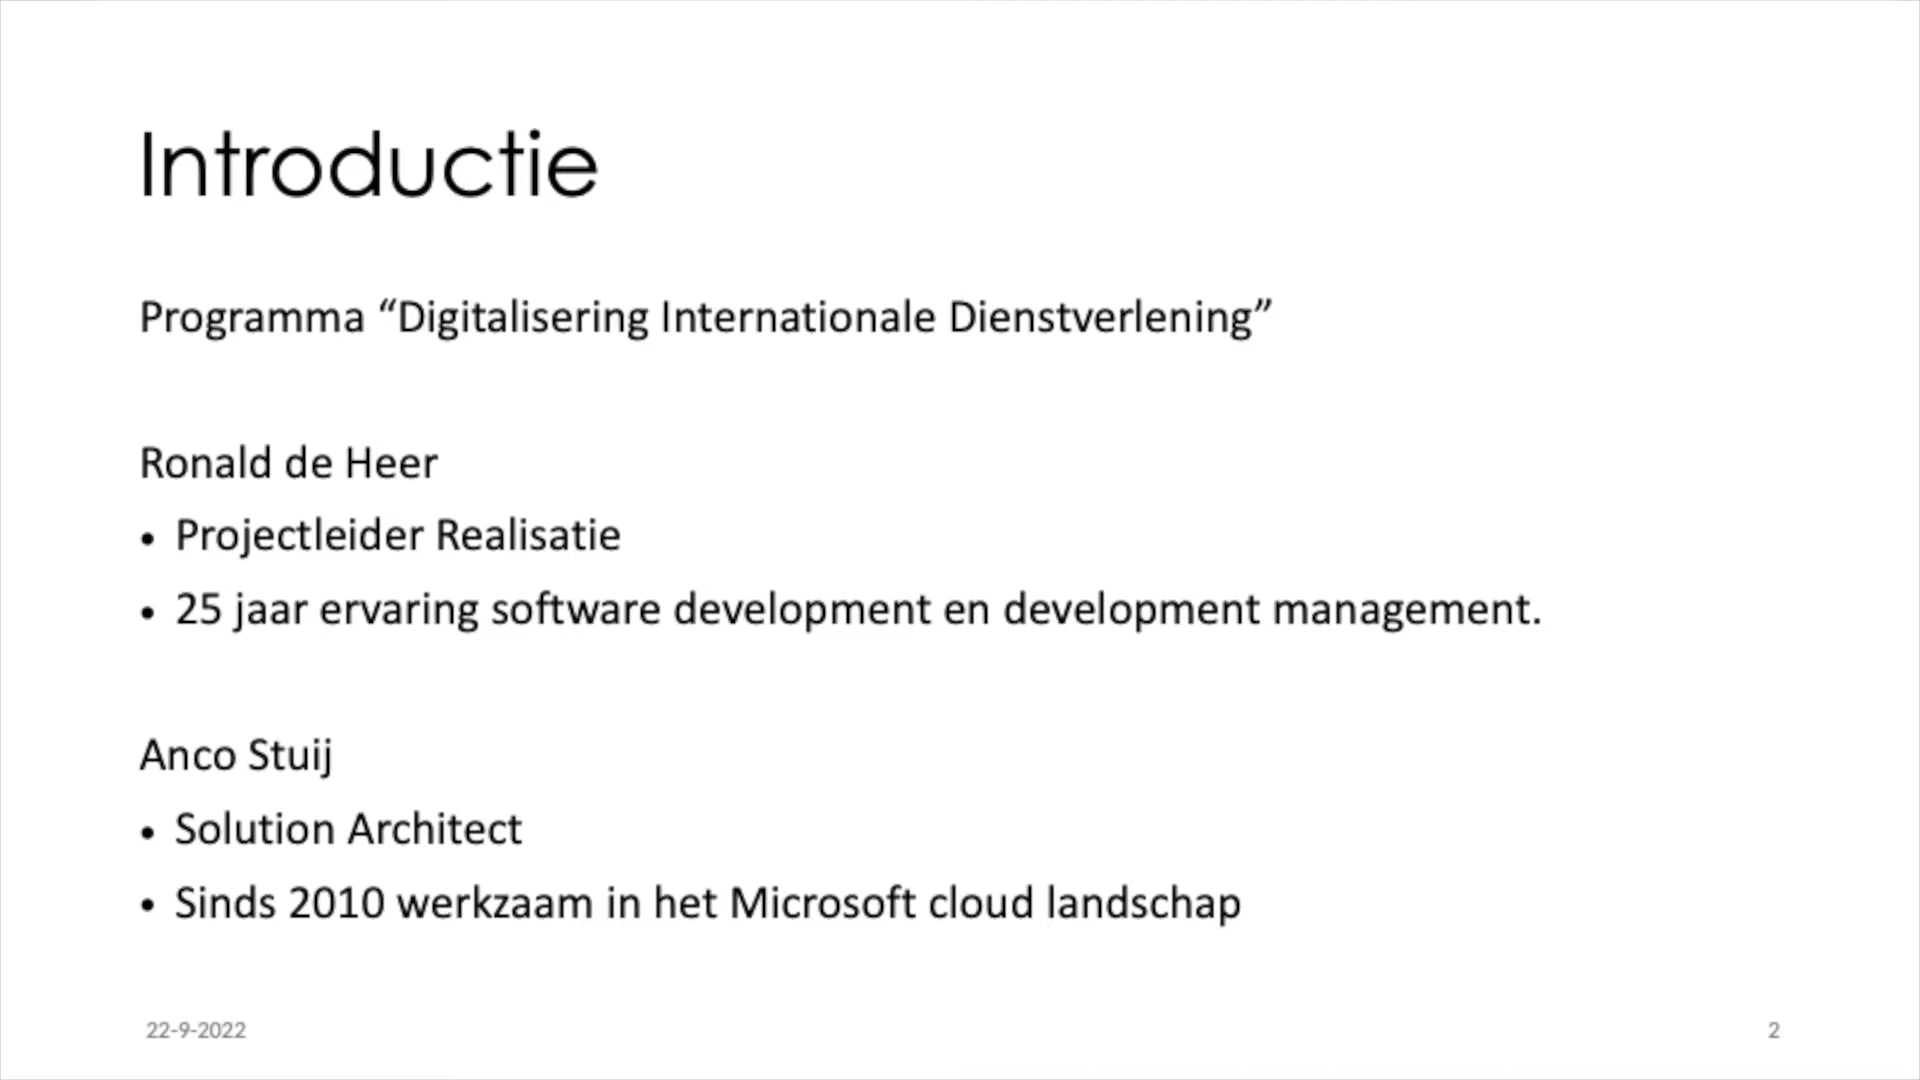 Introductie
Programma “Digitalisering Internationale Dienstverlening”
Ronald de Heer
• Projectleider Realisatie
• 25 jaar ervaring software development en development management.
Anco Stuij
• Solution Architect
• Sinds 2010 werkzaam in het Microsoft cloud landschap
22-9-2022
2